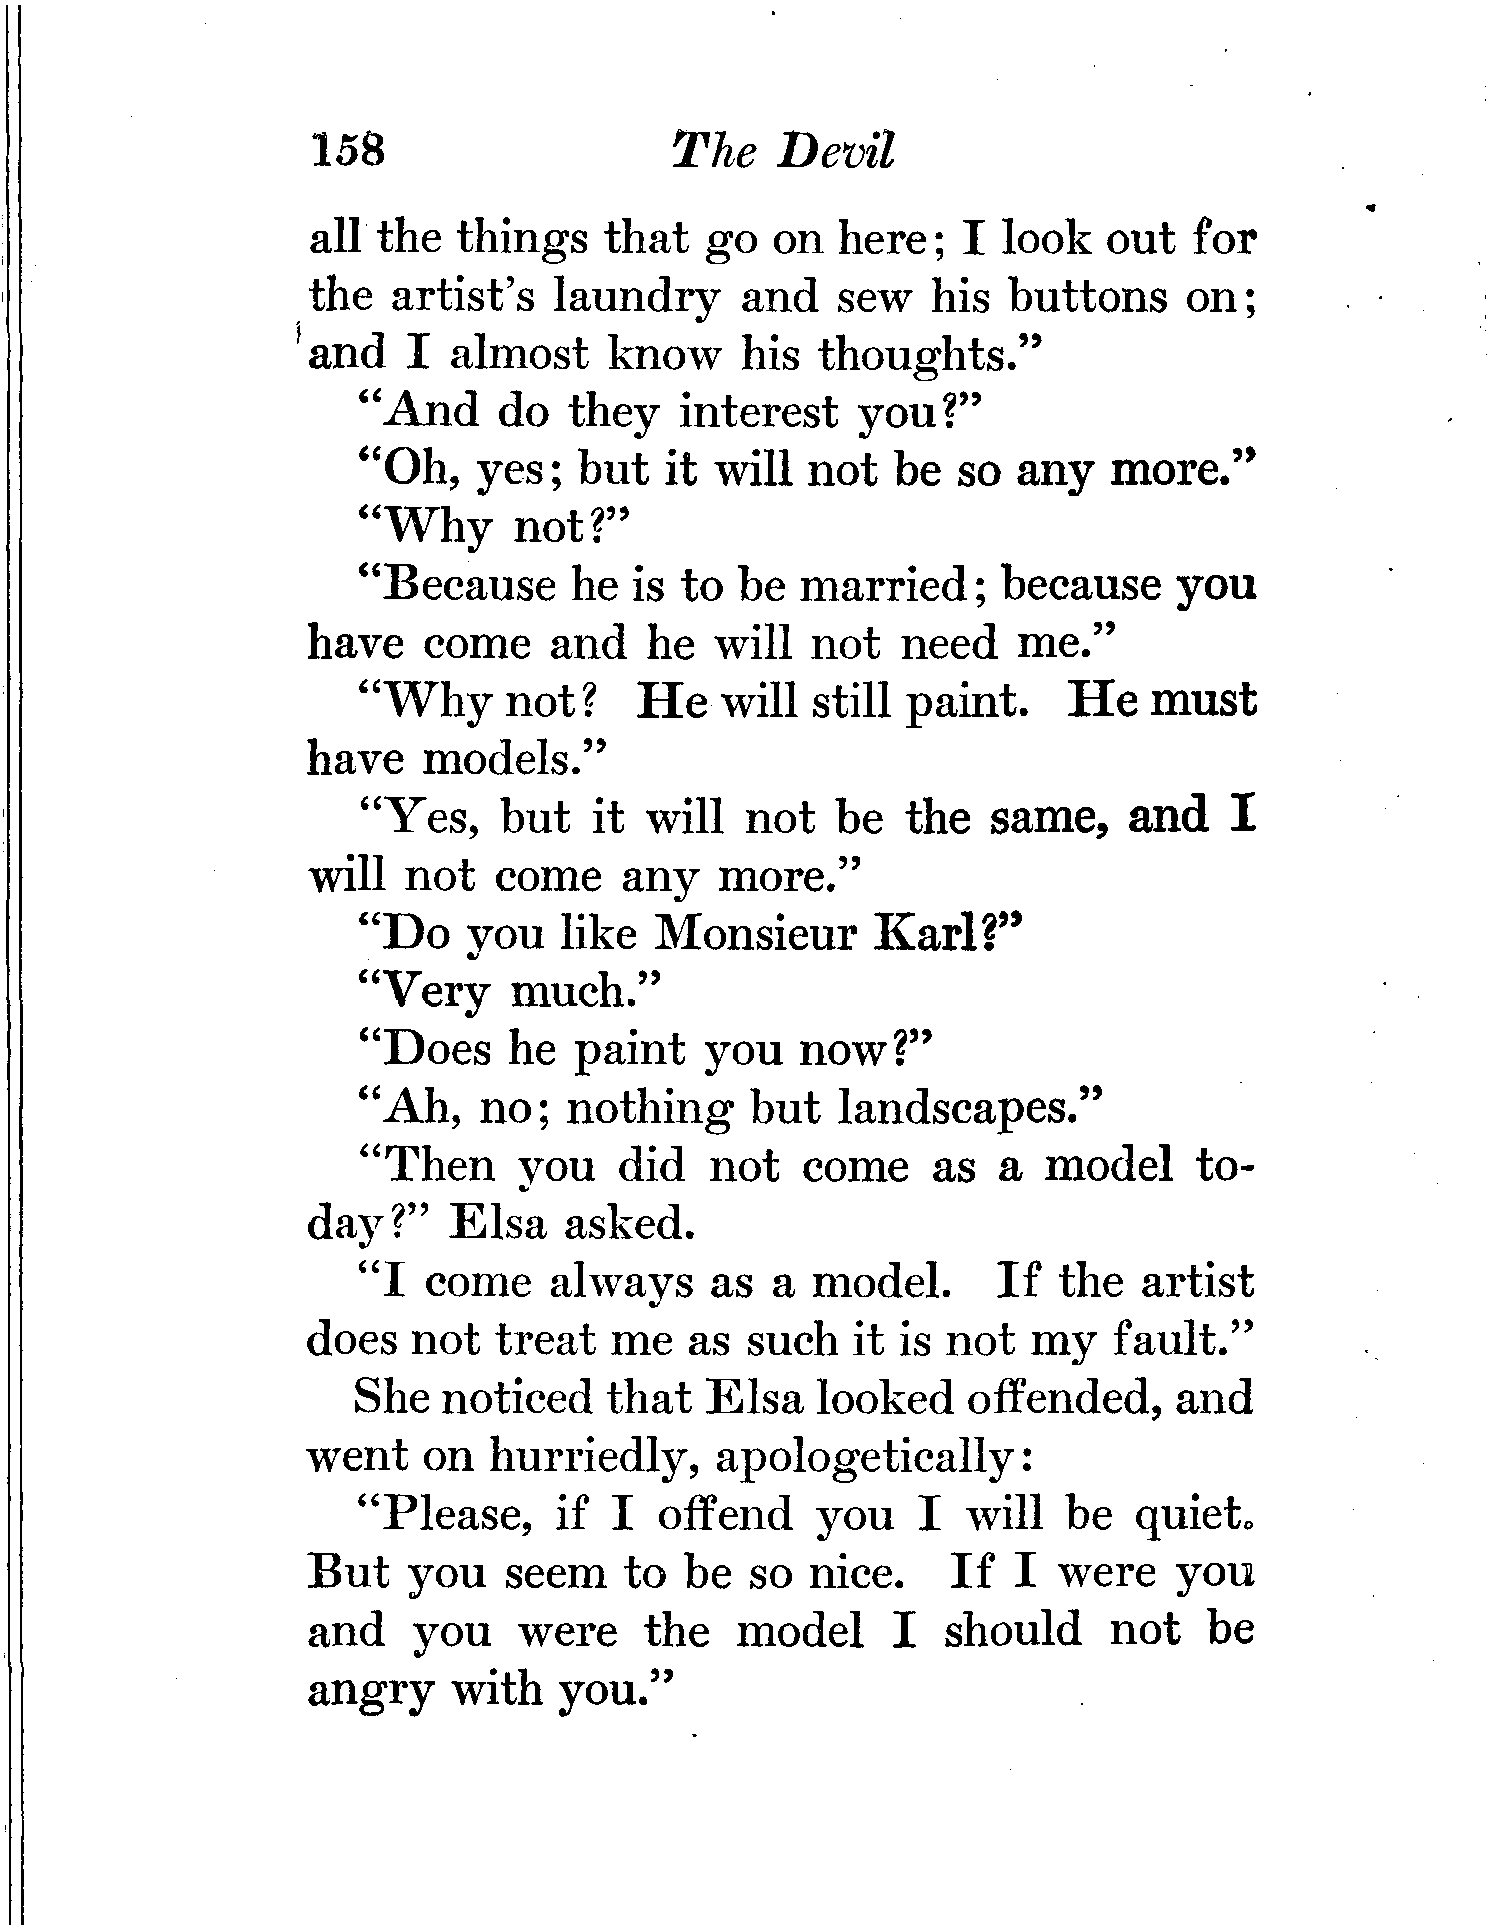 158 The Devil
all the things that go on here; I look out for
the artist's laundry and sew his buttons on;
and I almost know his thoughts."
"And do they interest you?"
"Oh, yes; but it will not be so any more."
"Why not?"
"Because he is to be married; because you
have come and he will not need me."
"Why not? He will still paint. He must
have models."
"Yes, but it will not be the same, and I
will not come any more."
"Do you like Monsieur Karl?"
"Very much."
"Does he paint you now?"
"Ah, no; nothing but landscapes."
"Then you did not come as a model to-
day?" Elsa asked.
"I come always as a model. If the artist
does not treat me as such it is not my fault."
She noticed that Elsa looked offended, and
went on hurriedly, apologetically:
"Please, if I offend you I will be quiet.
But you seem to be so nice. If I were you
and you were the model I should not be
angry with you."